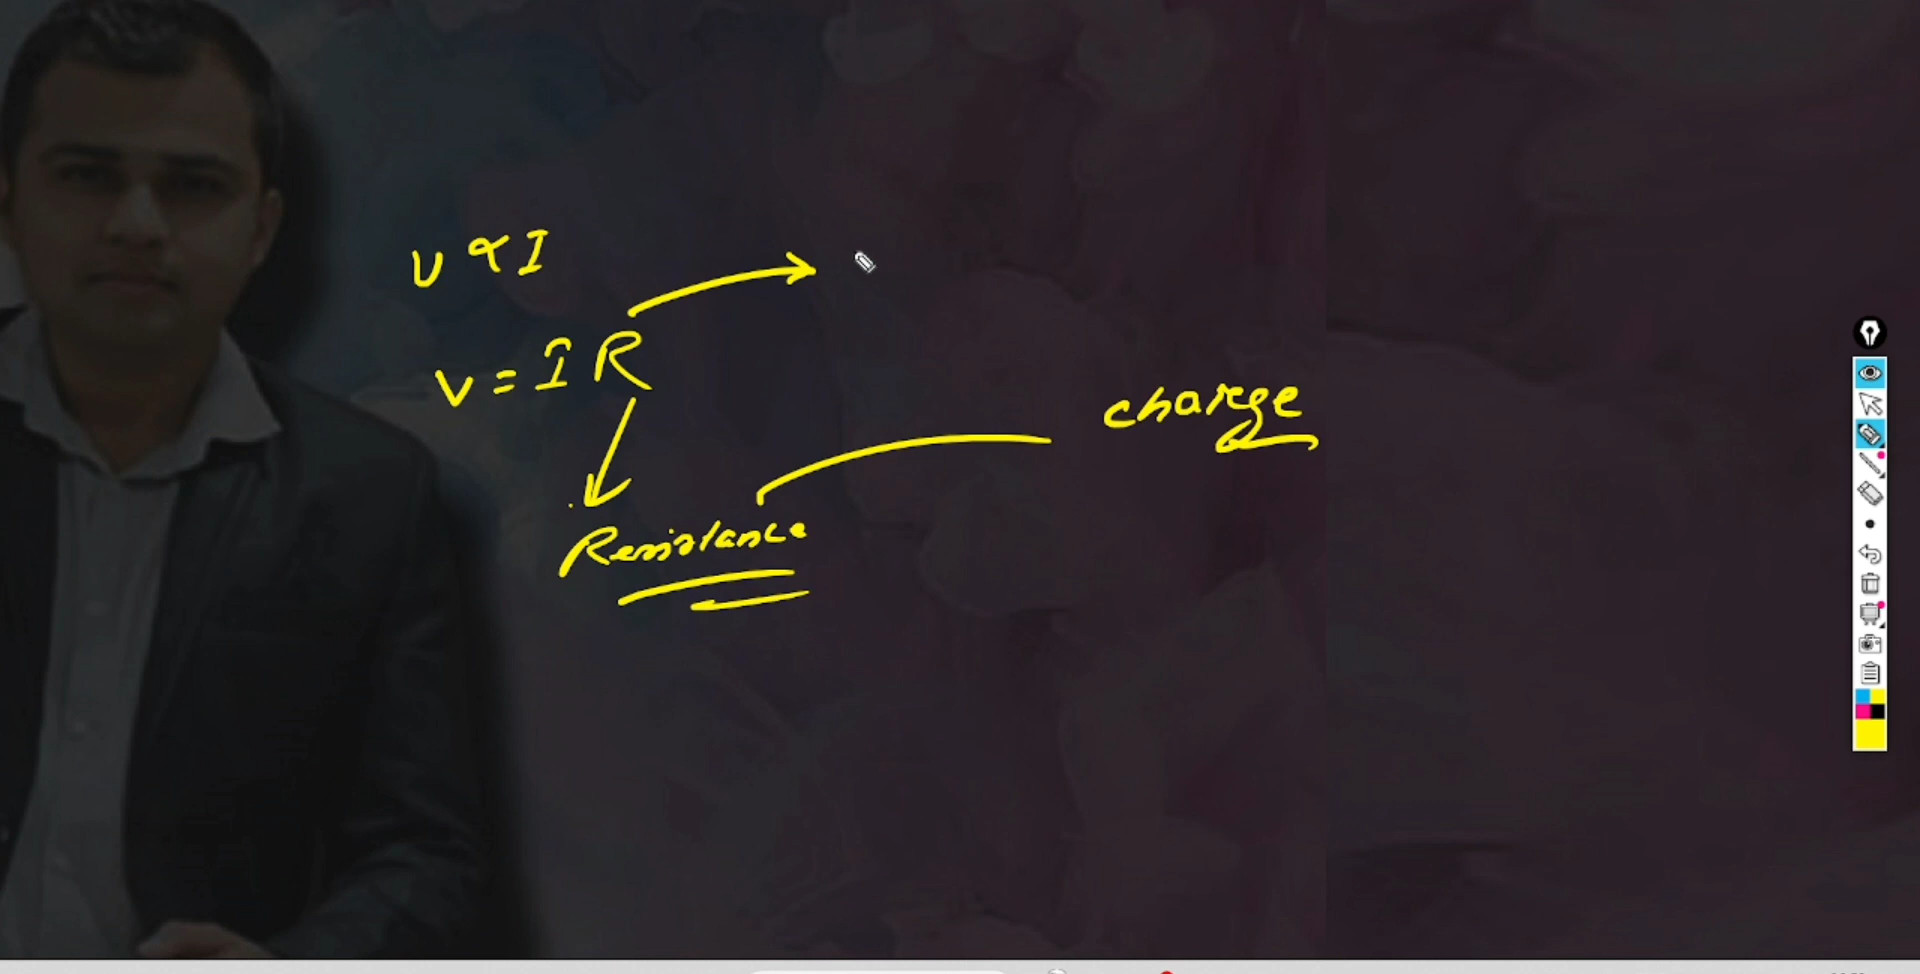 V ∝ I
V = I R
charge
Resistance